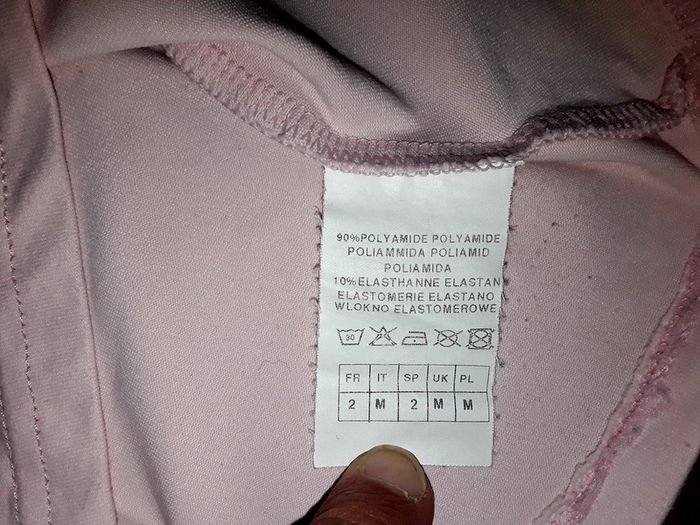 90%POLYAMIDE POLYAMIDE
POLIAMMIDA POLIAMID
POLIAMIDA
10%ELASTHANNE ELASTAN
ELASTOMERIE ELASTANO
WLOKNO ELASTOMEROWE
30
FR IT SP UK PL
2 M 2 M M